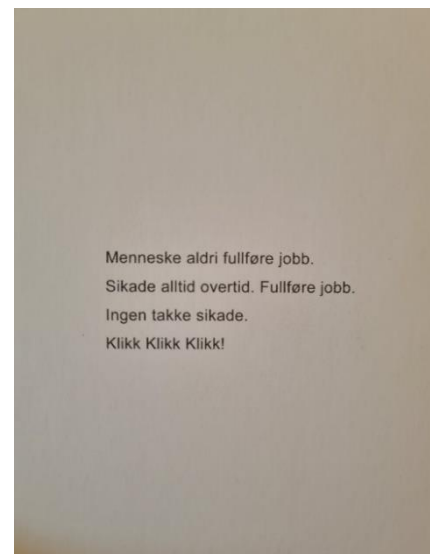 Menneske aldri fullføre jobb.
Sikade alltid overtid. Fullføre jobb.
Ingen takke sikade.
Klikk Klikk Klikk!